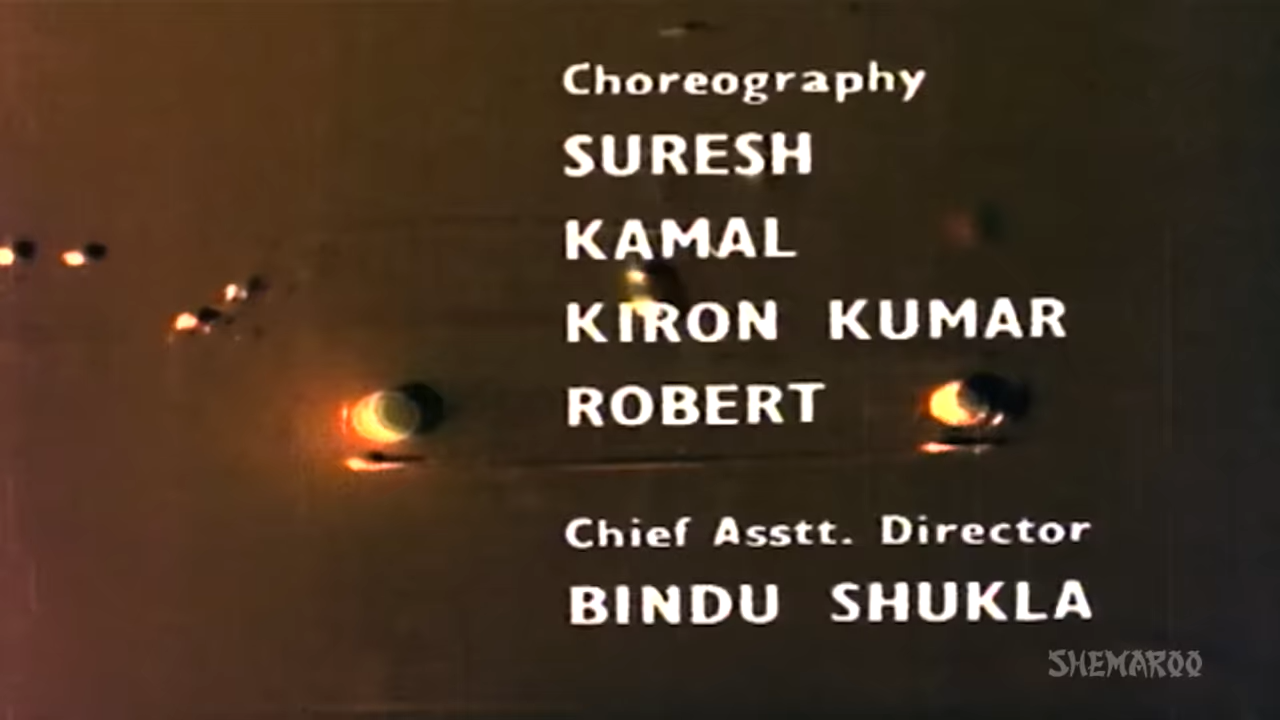 Choreography
SURESH
KAMAL
KIRON KUMAR
ROBERT
Chief Asstt. Director
BINDU SHUKLA
SHEMAROO